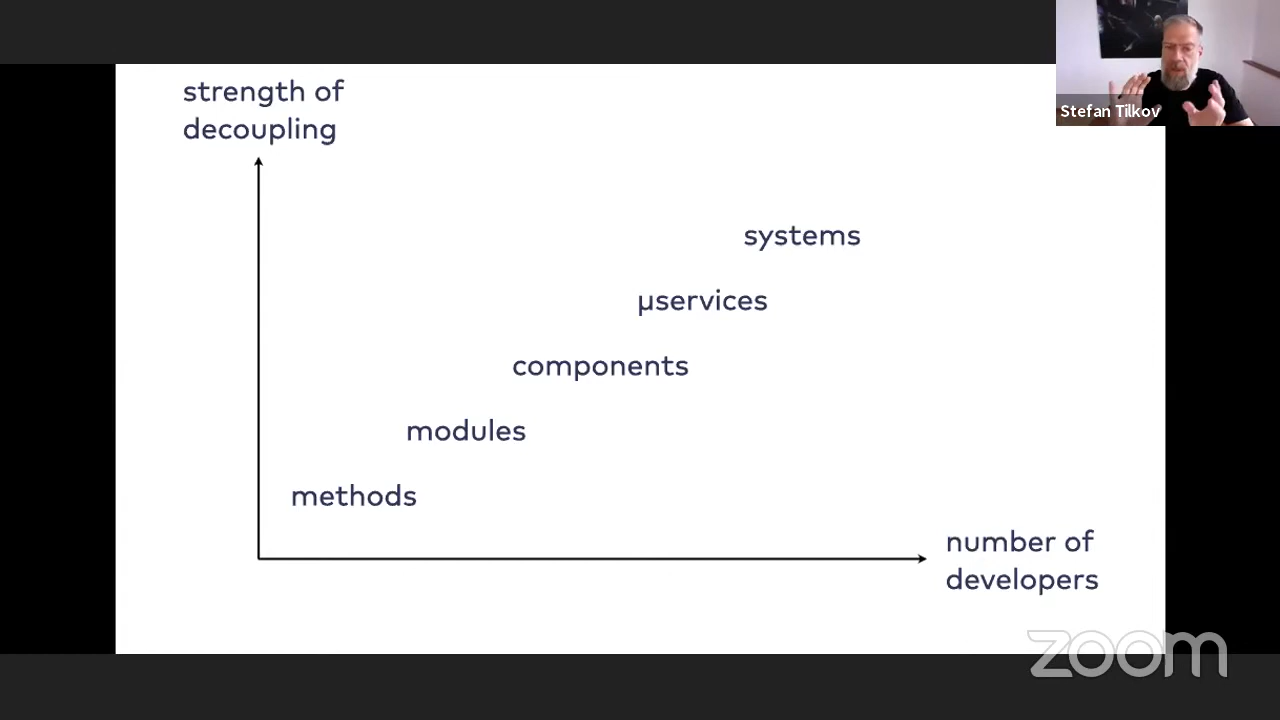 strength of
decoupling
Stefan Tilkov
systems
µservices
components
modules
methods
number of
developers
zoom